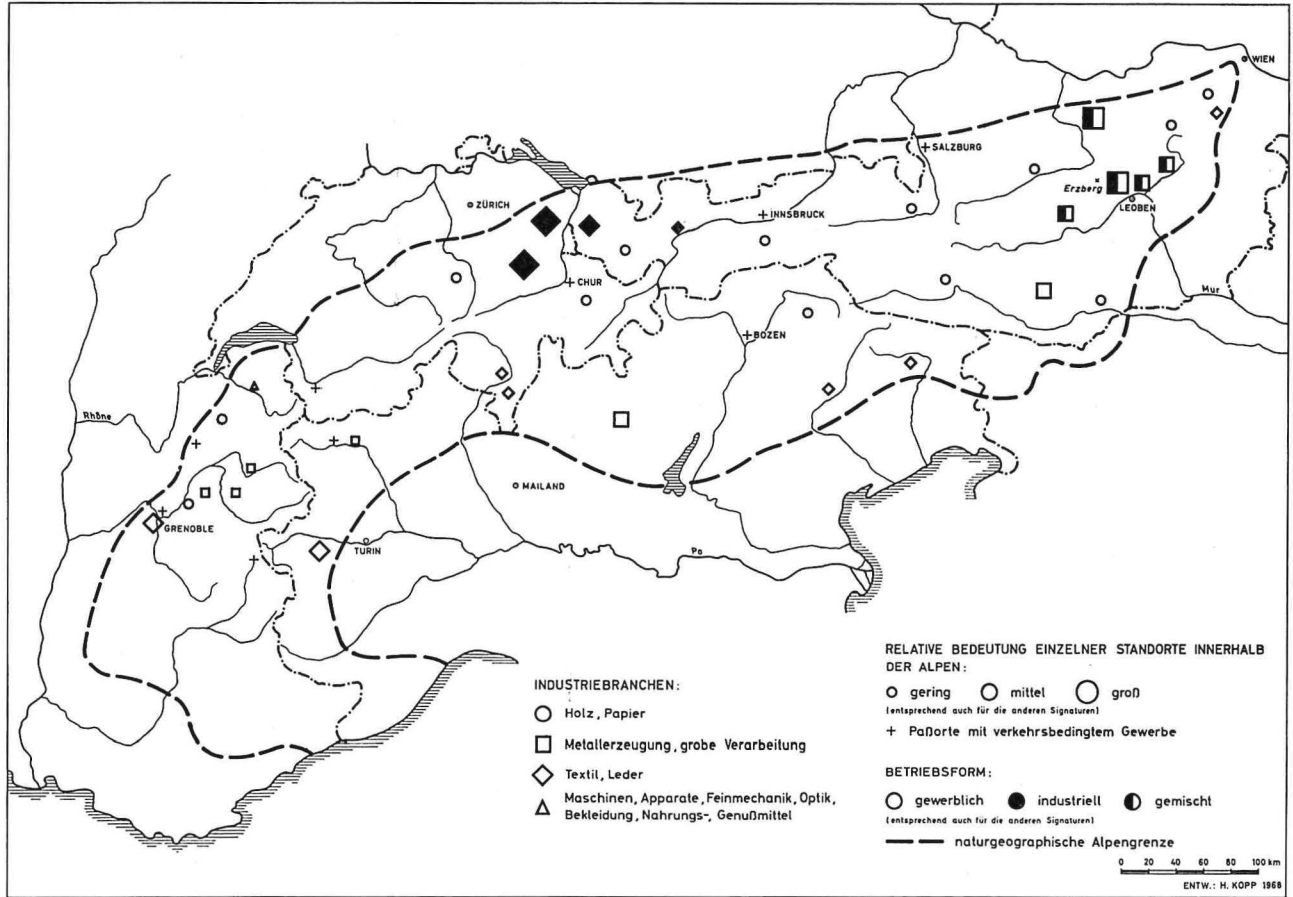 WIEN
SALZBURG
Erzberg
LEOBEN
ZÜRICH
INNSBRUCK
CHUR
Mur
BOZEN
Rhône
MAILAND
GRENOBLE
TURIN
Po
INDUSTRIEBRANCHEN:
Holz, Papier
Metallerzeugung, grobe Verarbeitung
Textil, Leder
Maschinen, Apparate, Feinmechanik, Optik,
Bekleidung, Nahrungs-, Genußmittel
RELATIVE BEDEUTUNG EINZELNER STANDORTE INNERHALB
DER ALPEN:
gering mittel groß
(entsprechend auch für die anderen Signaturen)
+ Paßorte mit verkehrsbedingtem Gewerbe
BETRIEBSFORM:
gewerblich industriell gemischt
(entsprechend auch für die anderen Signaturen)
naturgeographische Alpengrenze
0 20 40 60 80 100 km
ENTW.: H. KOPP 1968